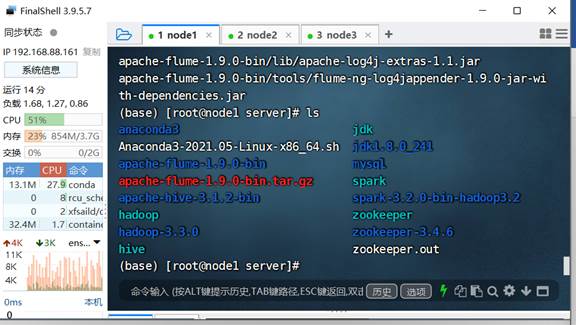 FinalShell 3.9.5.7
同步状态
IP 192.168.88.161 复制
系统信息
运行 14 分
负载 1.68, 1.27, 0.86
CPU 51%
内存 23% 854M/3.7G
交换 0% 0/2G
内存 CPU 命令
13.1M 27.9 conda
0 8 rcu_sche
0 2 xfsaild/c
32.4M 1.7 containe
4K 3K ens...
11K
8K
4K
0ms 本机
0
1 node1 ×
2 node2 ×
3 node3 × +
apache-flume-1.9.0-bin/lib/apache-log4j-extras-1.1.jar
apache-flume-1.9.0-bin/tools/flume-ng-log4jappender-1.9.0-jar-wi
th-dependencies.jar
(base) [root@node1 server]# ls
anaconda3 jdk
Anaconda3-2021.05-Linux-x86_64.sh jdk1.8.0_241
apache-flume-1.9.0-bin mysql
apache-flume-1.9.0-bin.tar.gz spark
apache-hive-3.1.2-bin spark-3.2.0-bin-hadoop3.2
hadoop zookeeper
hadoop-3.3.0 zookeeper-3.4.6
hive zookeeper.out
(base) [root@node1 server]#
命令输入 (按ALT键提示历史,TAB键路径,ESC键返回,双击 历史 选项